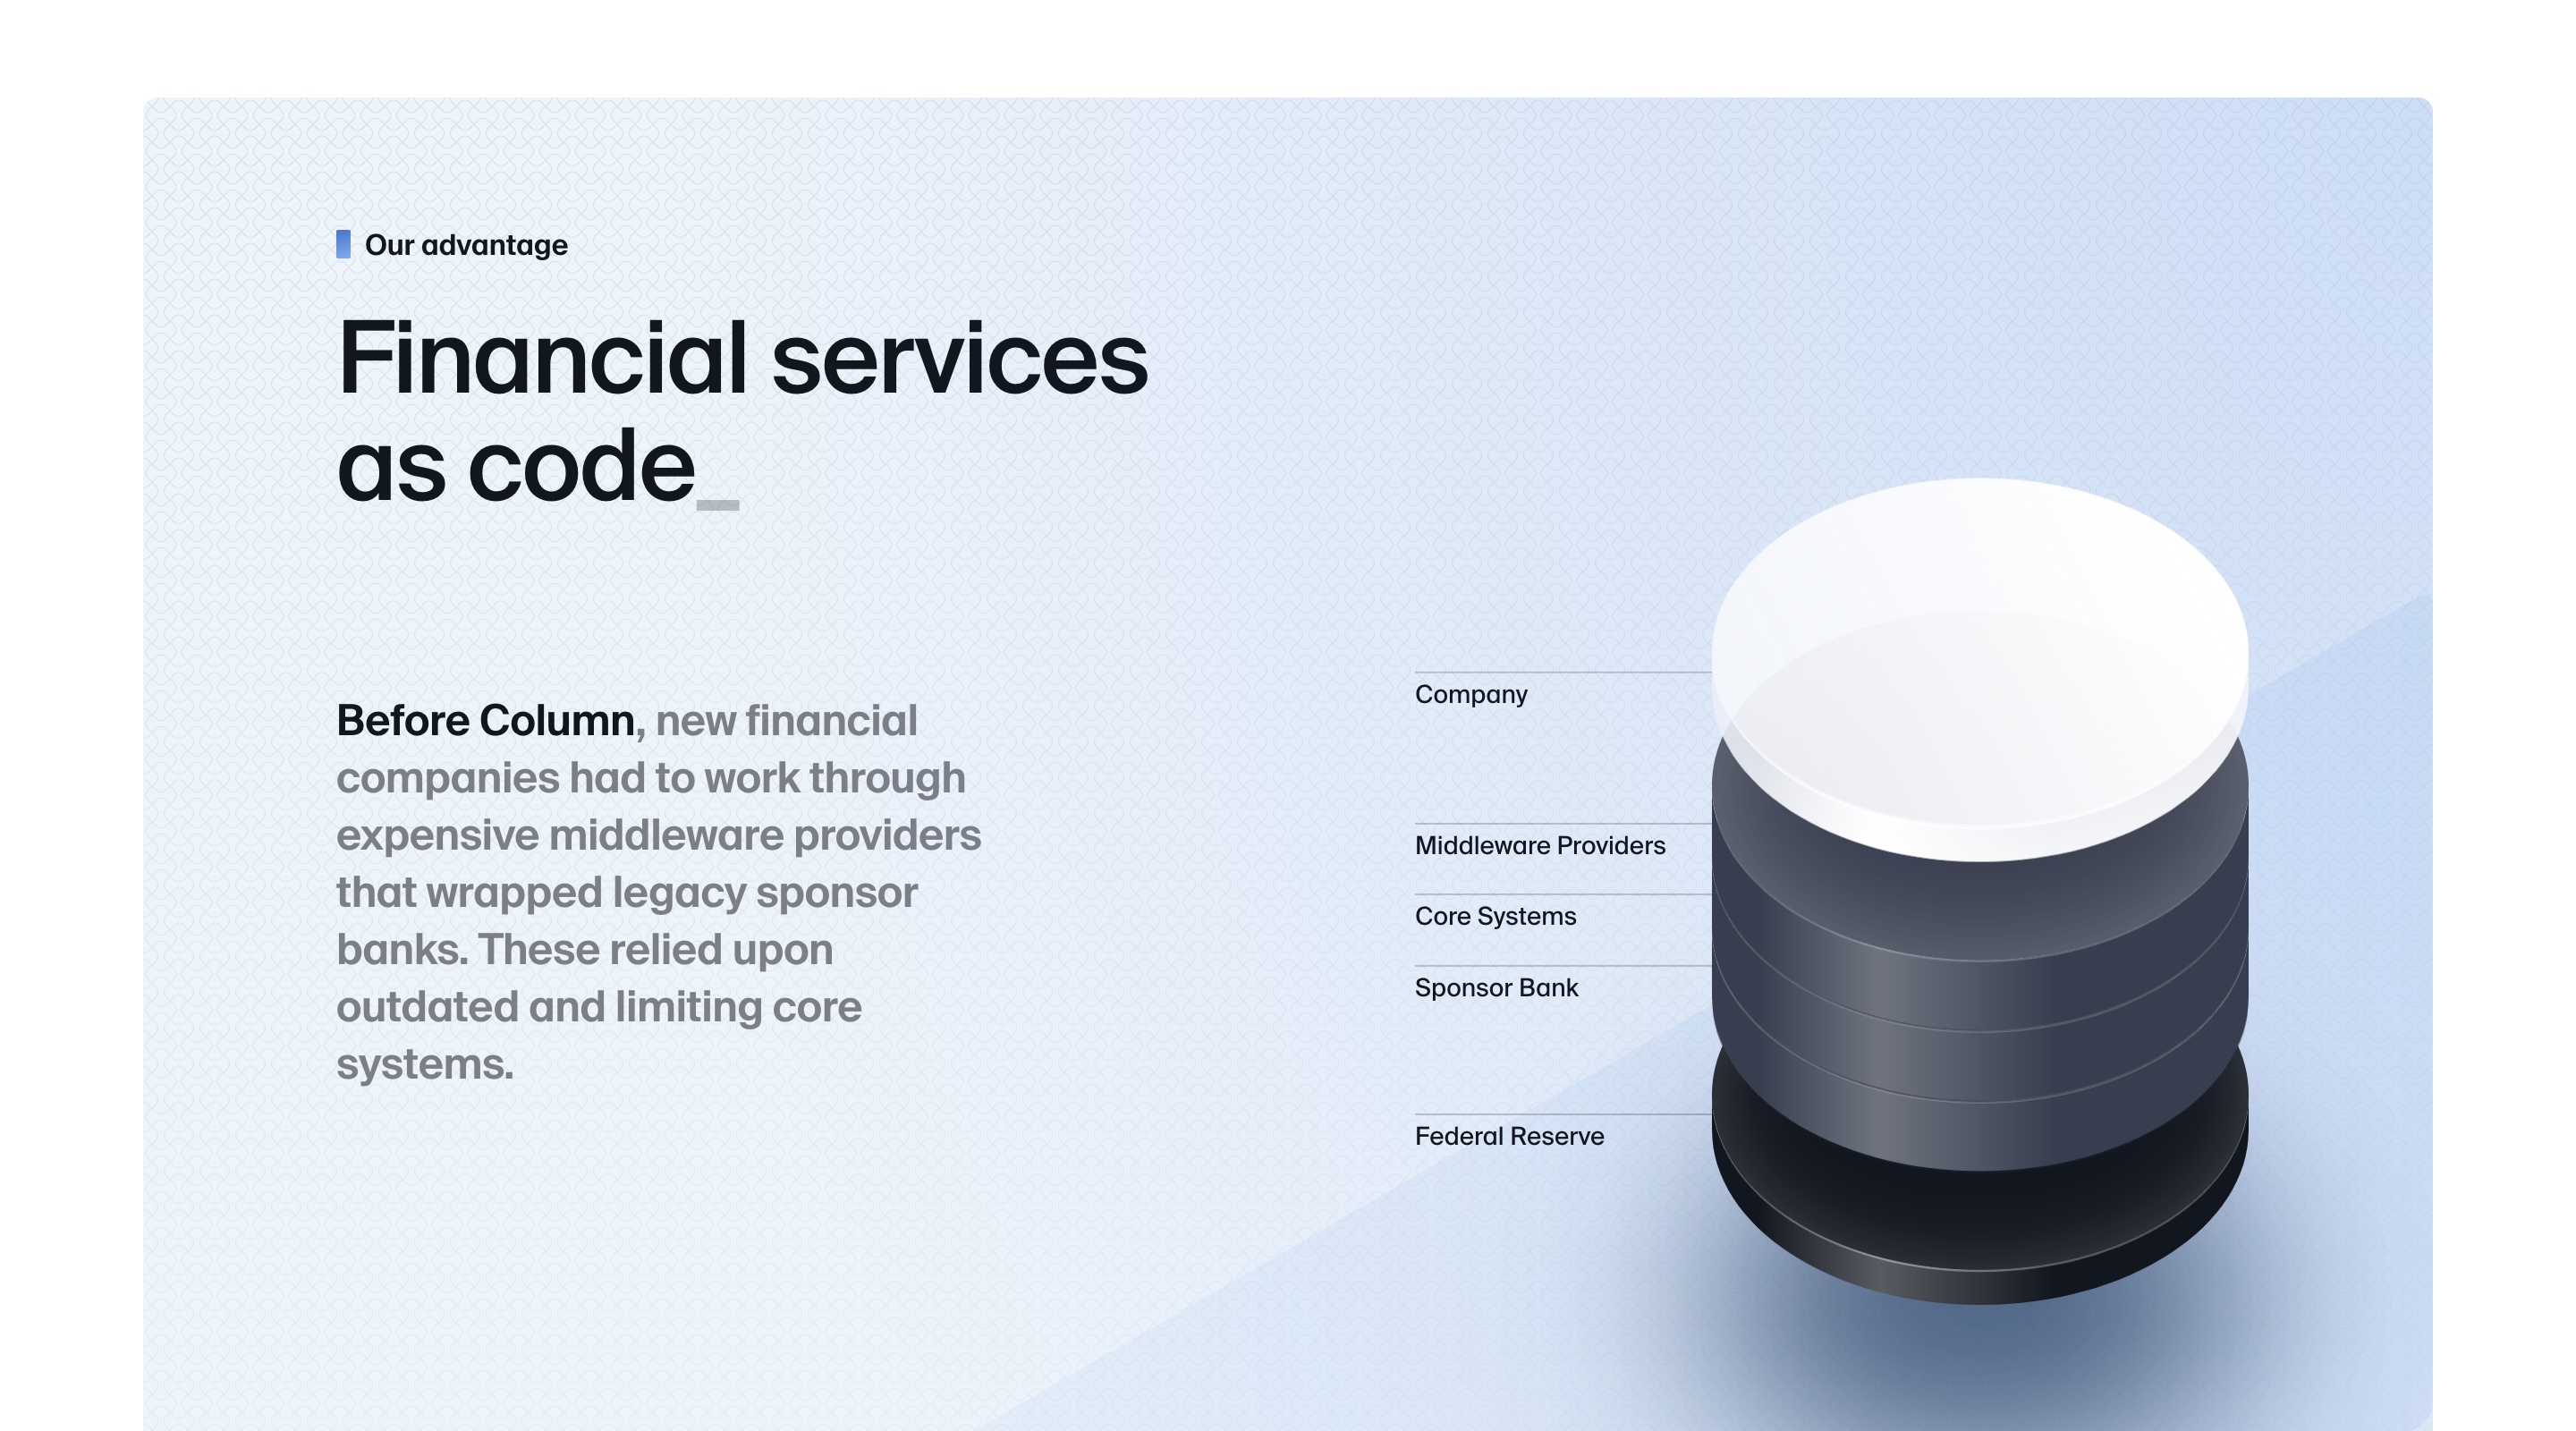 Our advantage
Financial services
as code_
Before Column, new financial
companies had to work through
expensive middleware providers
that wrapped legacy sponsor
banks. These relied upon
outdated and limiting core
systems.
Company
Middleware Providers
Core Systems
Sponsor Bank
Federal Reserve